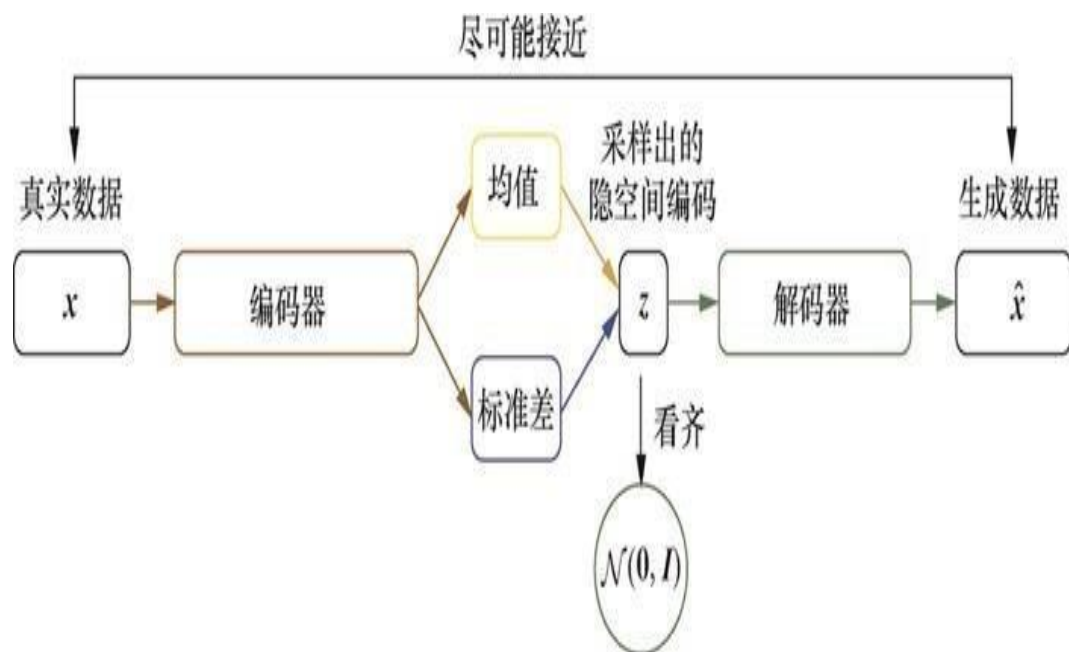 尽可能接近
真实数据
均值
采样出的
隐空间编码
生成数据
x
编码器
标准差
z
解码器
x̂
看齐
𝒩(0, I)